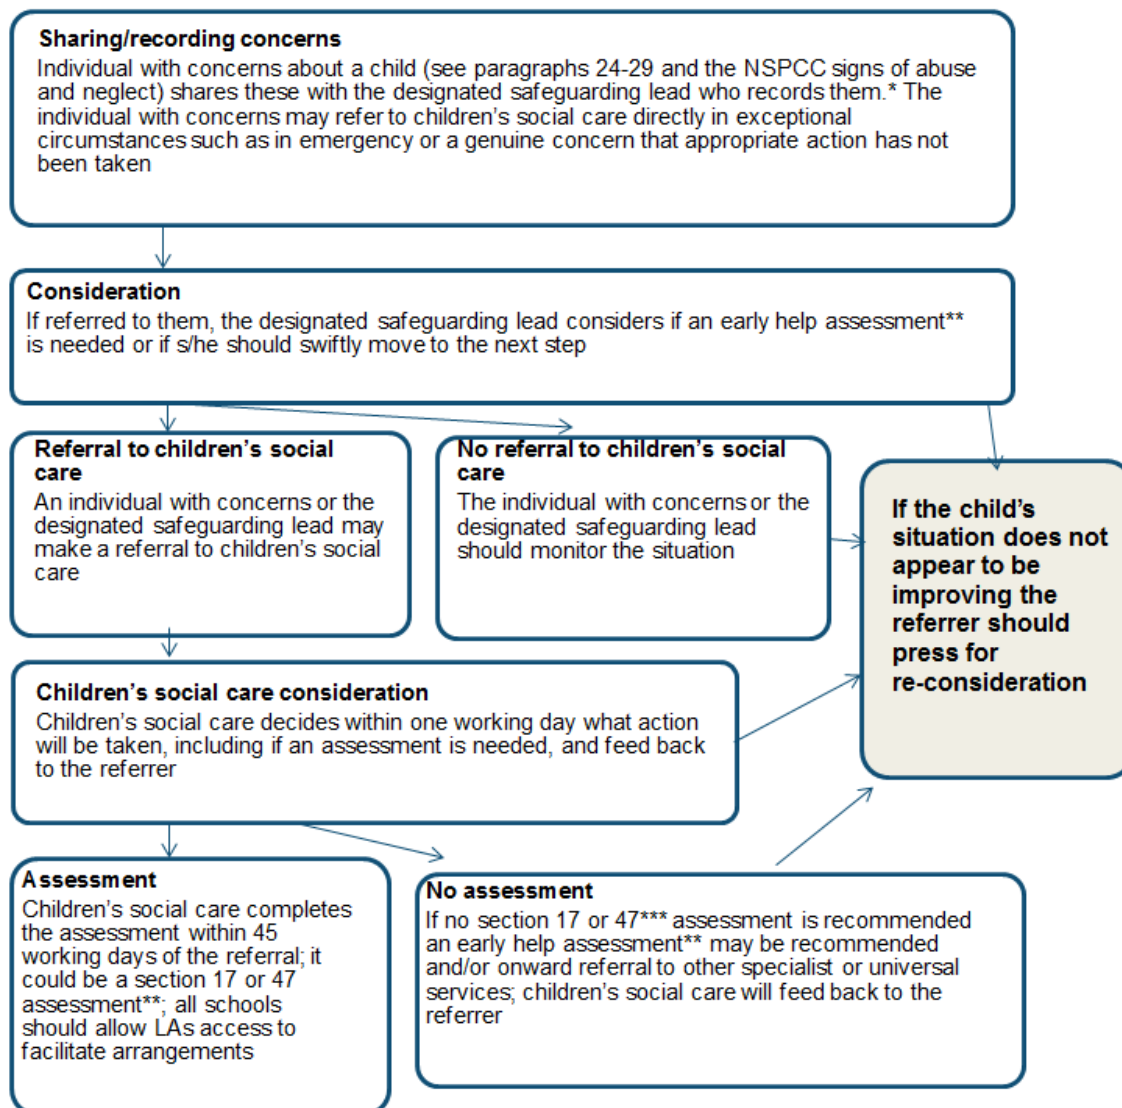 Sharing/recording concerns
Individual with concerns about a child (see paragraphs 24-29 and the NSPCC signs of abuse
and neglect) shares these with the designated safeguarding lead who records them.* The
individual with concerns may refer to children's social care directly in exceptional
circumstances such as in emergency or a genuine concern that appropriate action has not
been taken
Consideration
If referred to them, the designated safeguarding lead considers if an early help assessment**
is needed or if s/he should swiftly move to the next step
Referral to children's social
care
An individual with concerns or the
designated safeguarding lead may
make a referral to children's social
care
No referral to children's social
care
The individual with concerns or the
designated safeguarding lead
should monitor the situation
If the child's
situation does not
appear to be
improving the
referrer should
press for
re-consideration
Children's social care consideration
Children's social care decides within one working day what action
will be taken, including if an assessment is needed, and feed back
to the referrer
Assessment
Children's social care completes
the assessment within 45
working days of the referral; it
could be a section 17 or 47
assessment**; all schools
should allow LAs access to
facilitate arrangements
No assessment
If no section 17 or 47*** assessment is recommended
an early help assessment** may be recommended
and/or onward referral to other specialist or universal
services; children's social care will feed back to the
referrer